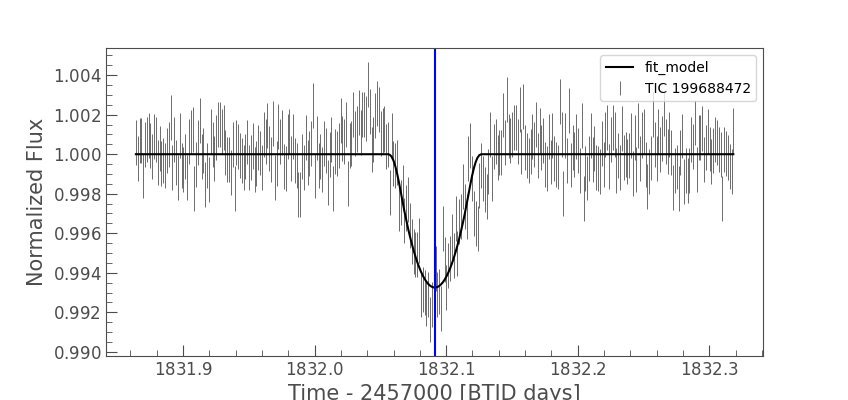 fit_model
TIC 199688472
Normalized Flux
1.004
1.002
1.000
0.998
0.996
0.994
0.992
0.990
1831.9 1832.0 1832.1 1832.2 1832.3
Time - 2457000 [BTJD days]